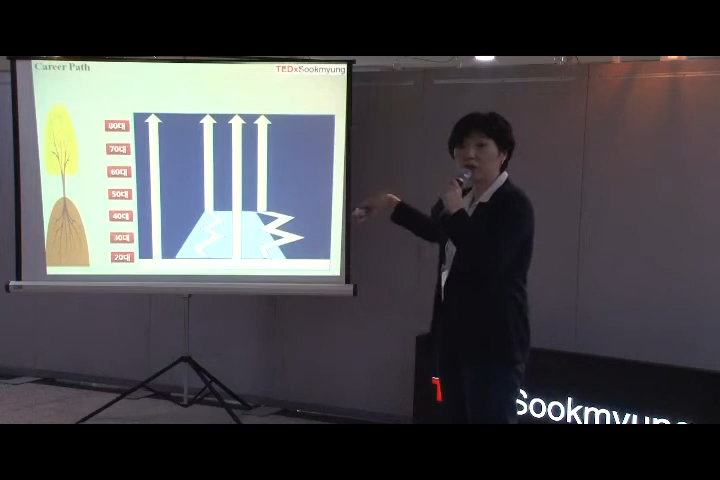 Career Path
TEDxSookmyung
80대
70대
60대
50대
40대
30대
20대
Sookmyung